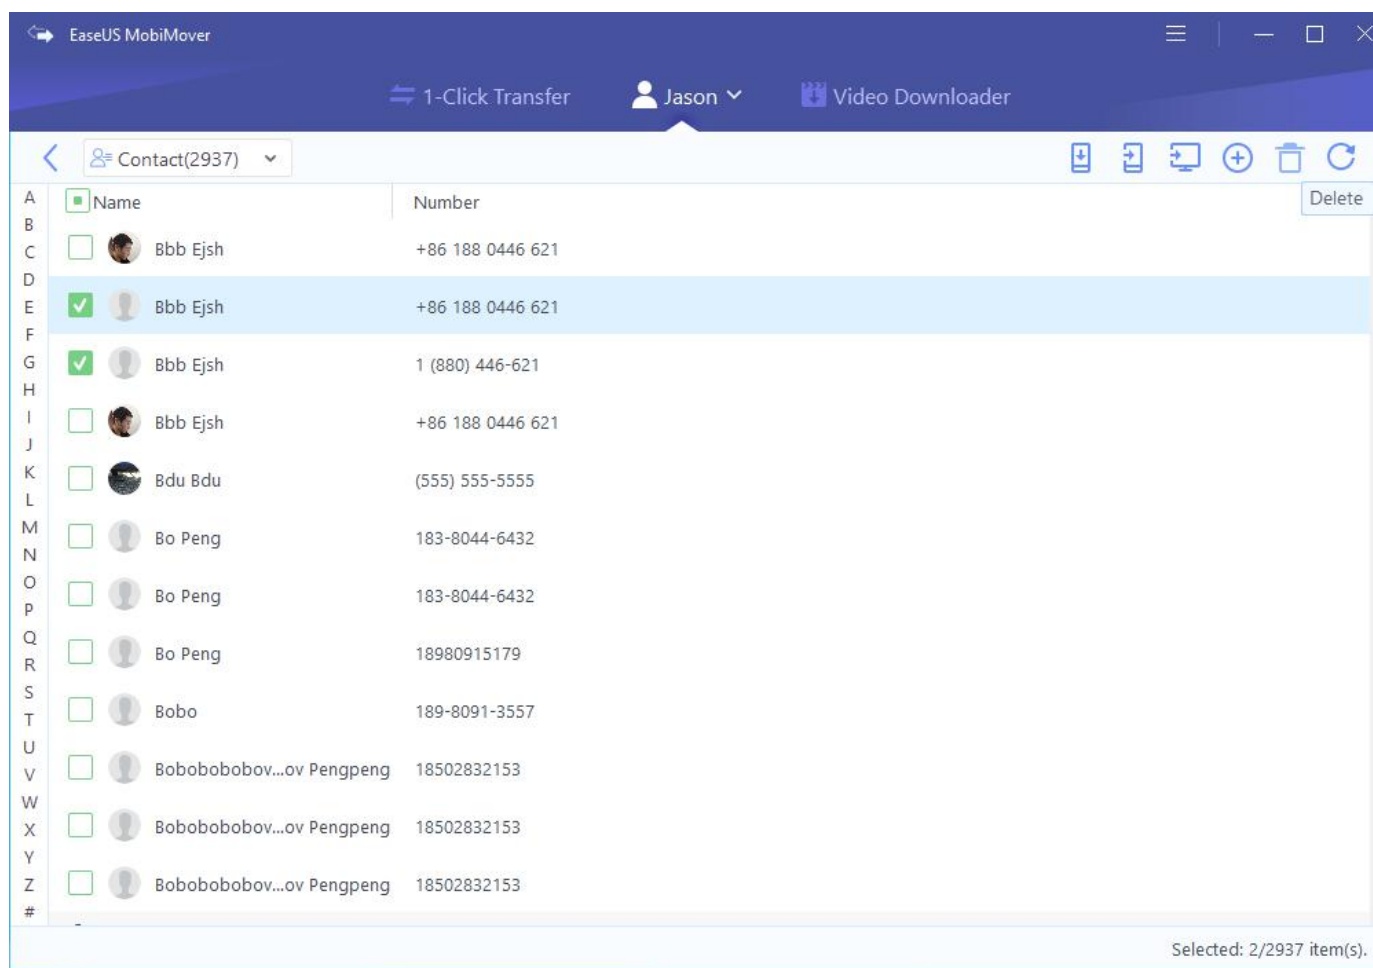 EaseUS MobiMover
1-Click Transfer Jason Video Downloader
Contact(2937)
Delete
Name Number
Bbb Ejsh +86 188 0446 621
Bbb Ejsh +86 188 0446 621
Bbb Ejsh 1 (880) 446-621
Bbb Ejsh +86 188 0446 621
Bdu Bdu (555) 555-5555
Bo Peng 183-8044-6432
Bo Peng 183-8044-6432
Bo Peng 18980915179
Bobo 189-8091-3557
Bobobobobov...ov Pengpeng 18502832153
Bobobobobov...ov Pengpeng 18502832153
Bobobobobov...ov Pengpeng 18502832153
A
B
C
D
E
F
G
H
I
J
K
L
M
N
O
P
Q
R
S
T
U
V
W
X
Y
Z
#
Selected: 2/2937 item(s).